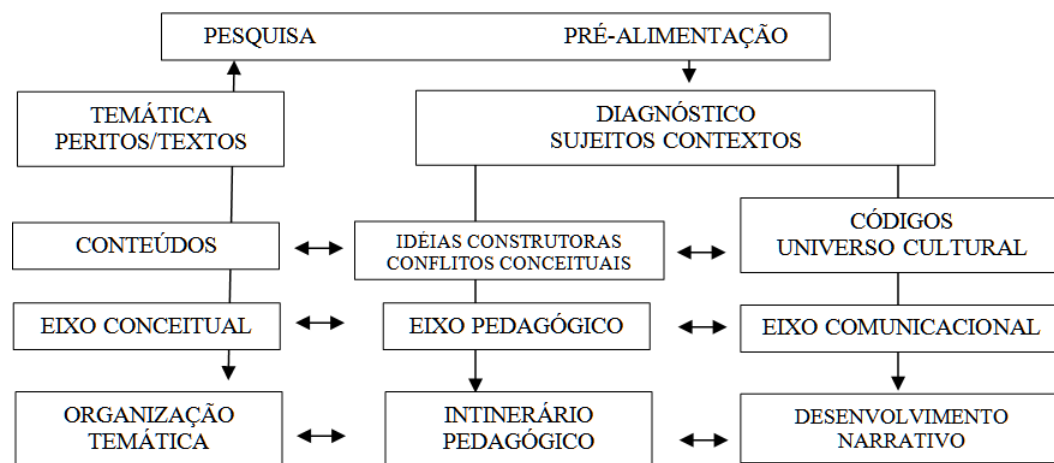 PESQUISA PRÉ-ALIMENTAÇÃO
TEMÁTICA
PERITOS/TEXTOS
DIAGNÓSTICO
SUJEITOS CONTEXTOS
CONTEÚDOS
IDÉIAS CONSTRUTORAS
CONFLITOS CONCEITUAIS
CÓDIGOS
UNIVERSO CULTURAL
EIXO CONCEITUAL
EIXO PEDAGÓGICO
EIXO COMUNICACIONAL
ORGANIZAÇÃO
TEMÁTICA
INTINERÁRIO
PEDAGÓGICO
DESENVOLVIMENTO
NARRATIVO